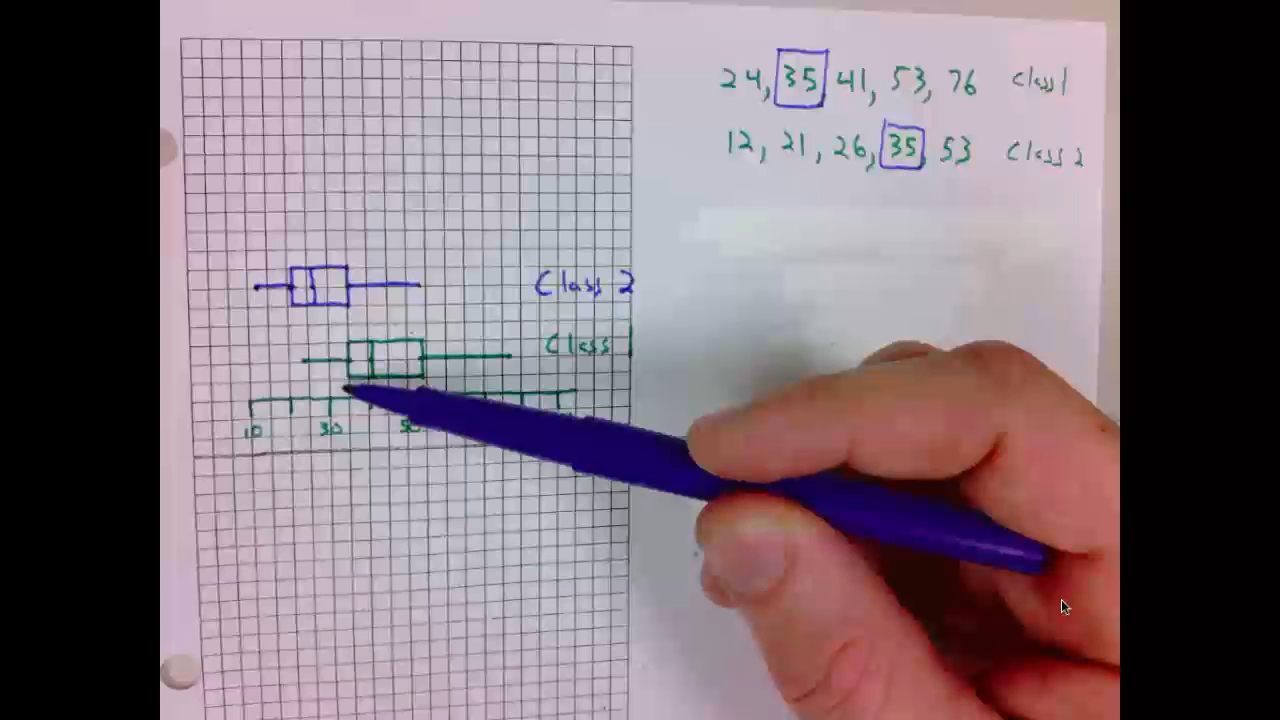 24, 35 41, 53, 76 Class 1
12, 21, 26, 35, 53 Class 2
Class 2
Class 1
10 30